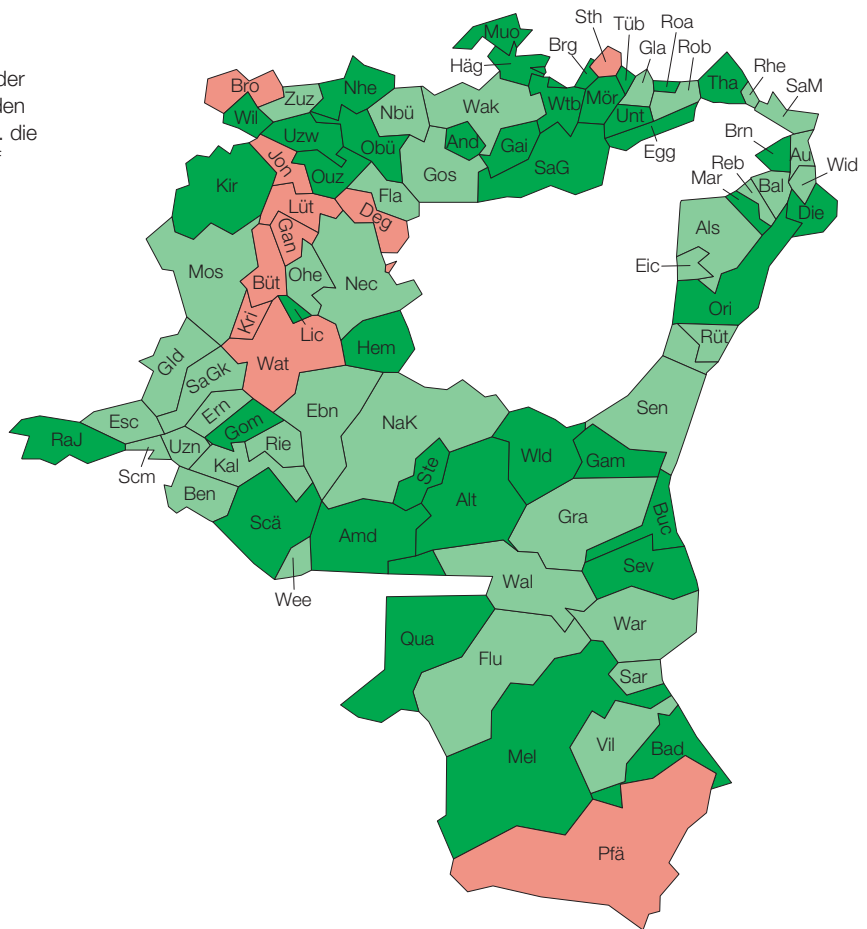 der
den
. die
Muo
Häg
Brg
Sth
Tüb
Gla
Roa
Rob
Rhe
SaM
Bro
Zuz
Nhe
Wil
Nbü
Wak
Wtb
Mör
Unt
Tha
Uzw
Obü
And
Gai
SaG
Egg
Brn
Au
Wid
Kir
Jon
Ouz
Gos
Fla
Reb
Mar
Bal
Die
Lüt
Deg
Gan
Als
Mos
Ohe
Nec
Eic
Büt
Ori
Kri
Lic
Hem
Rüt
Gld
Wat
SaGk
Sen
Ern
Ebn
NaK
Esc
Gom
RaJ
Uzn
Rie
Scm
Kal
Ste
Wld
Gam
Ben
Alt
Scä
Amd
Gra
Buc
Sev
Wal
Wee
Qua
War
Flu
Sar
Mel
Vil
Bad
Pfä